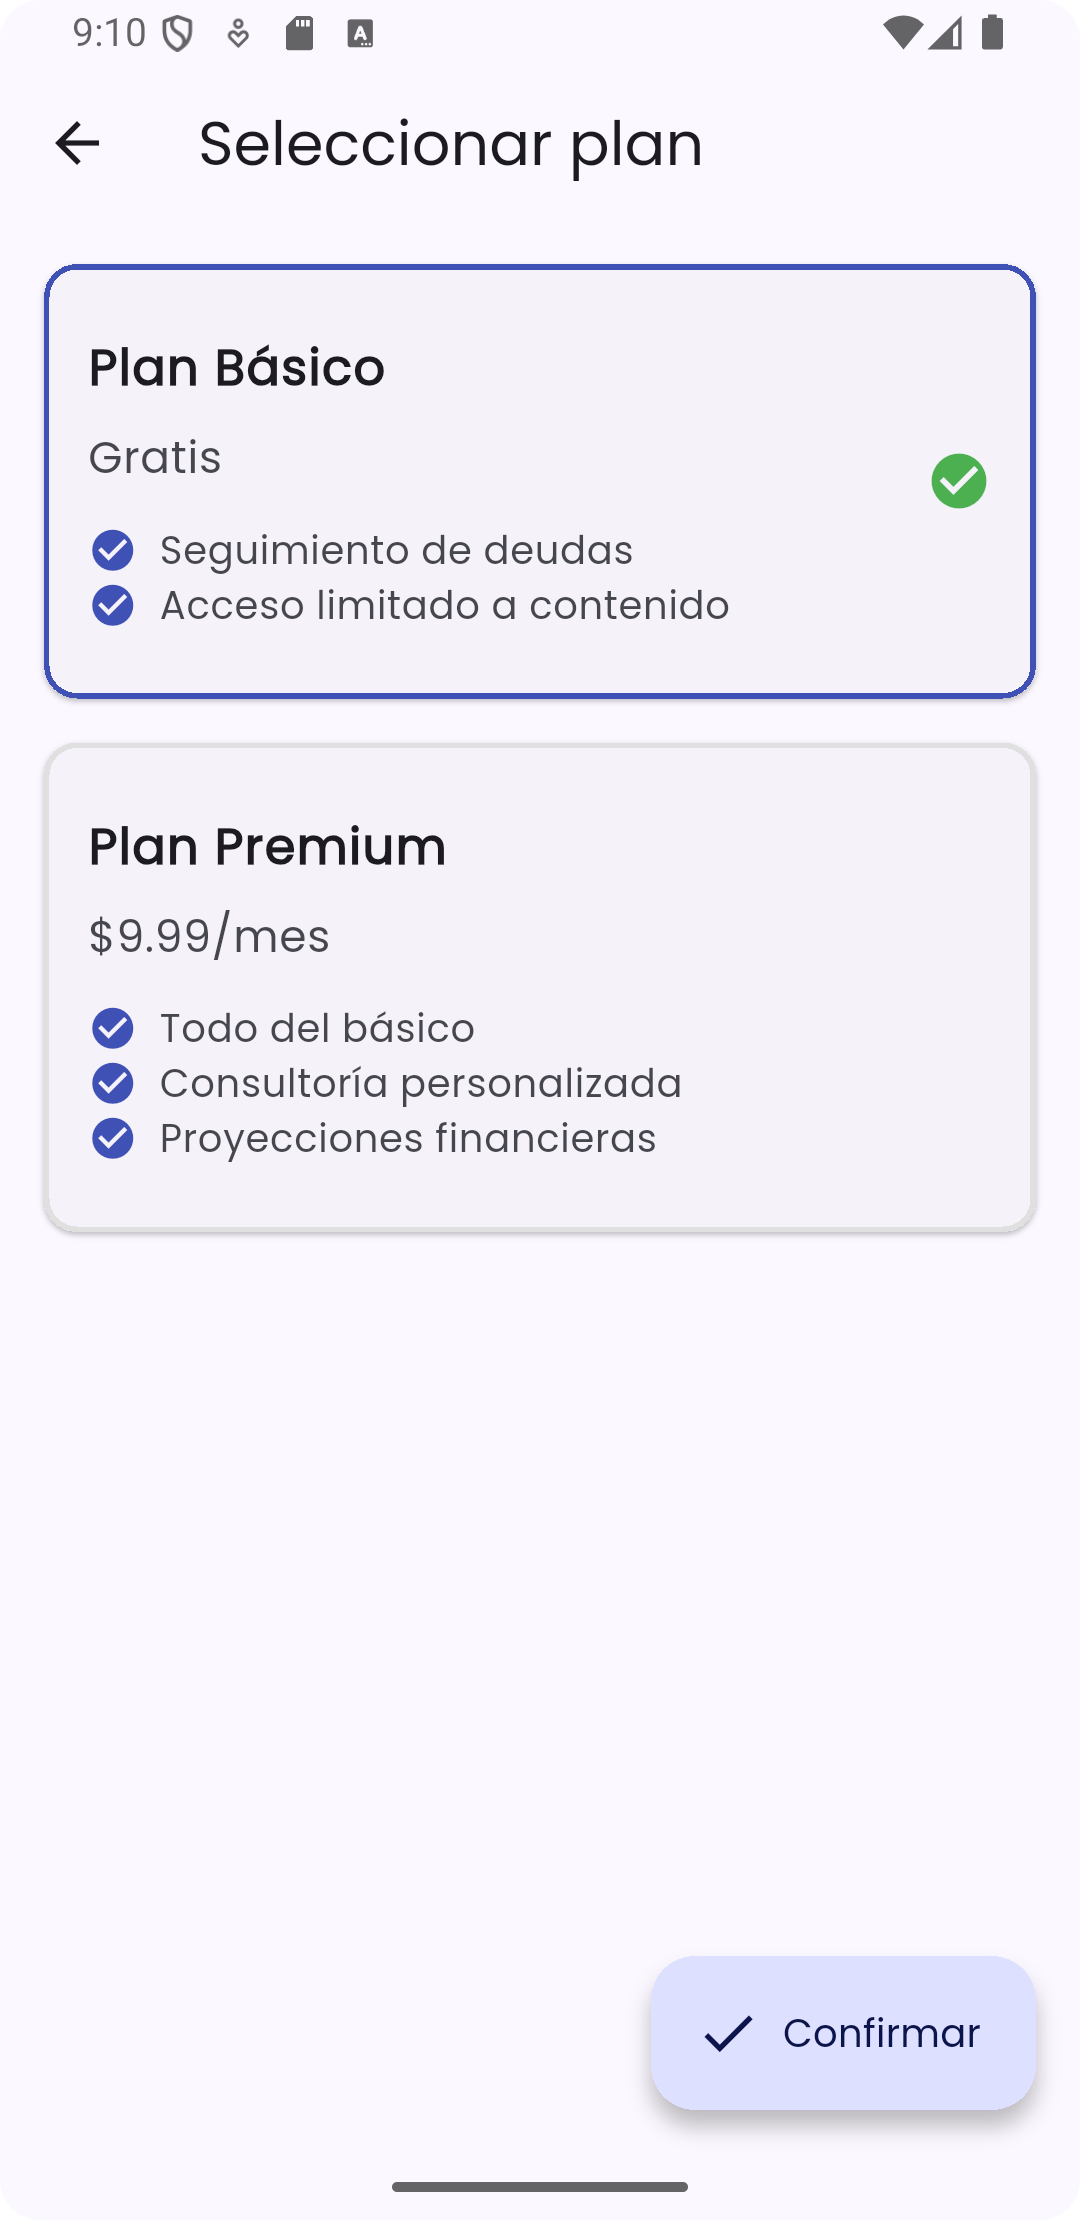 9:10
Seleccionar plan
Plan Básico
Gratis
Seguimiento de deudas
Acceso limitado a contenido
Plan Premium
$9.99/mes
Todo del básico
Consultoría personalizada
Proyecciones financieras
Confirmar